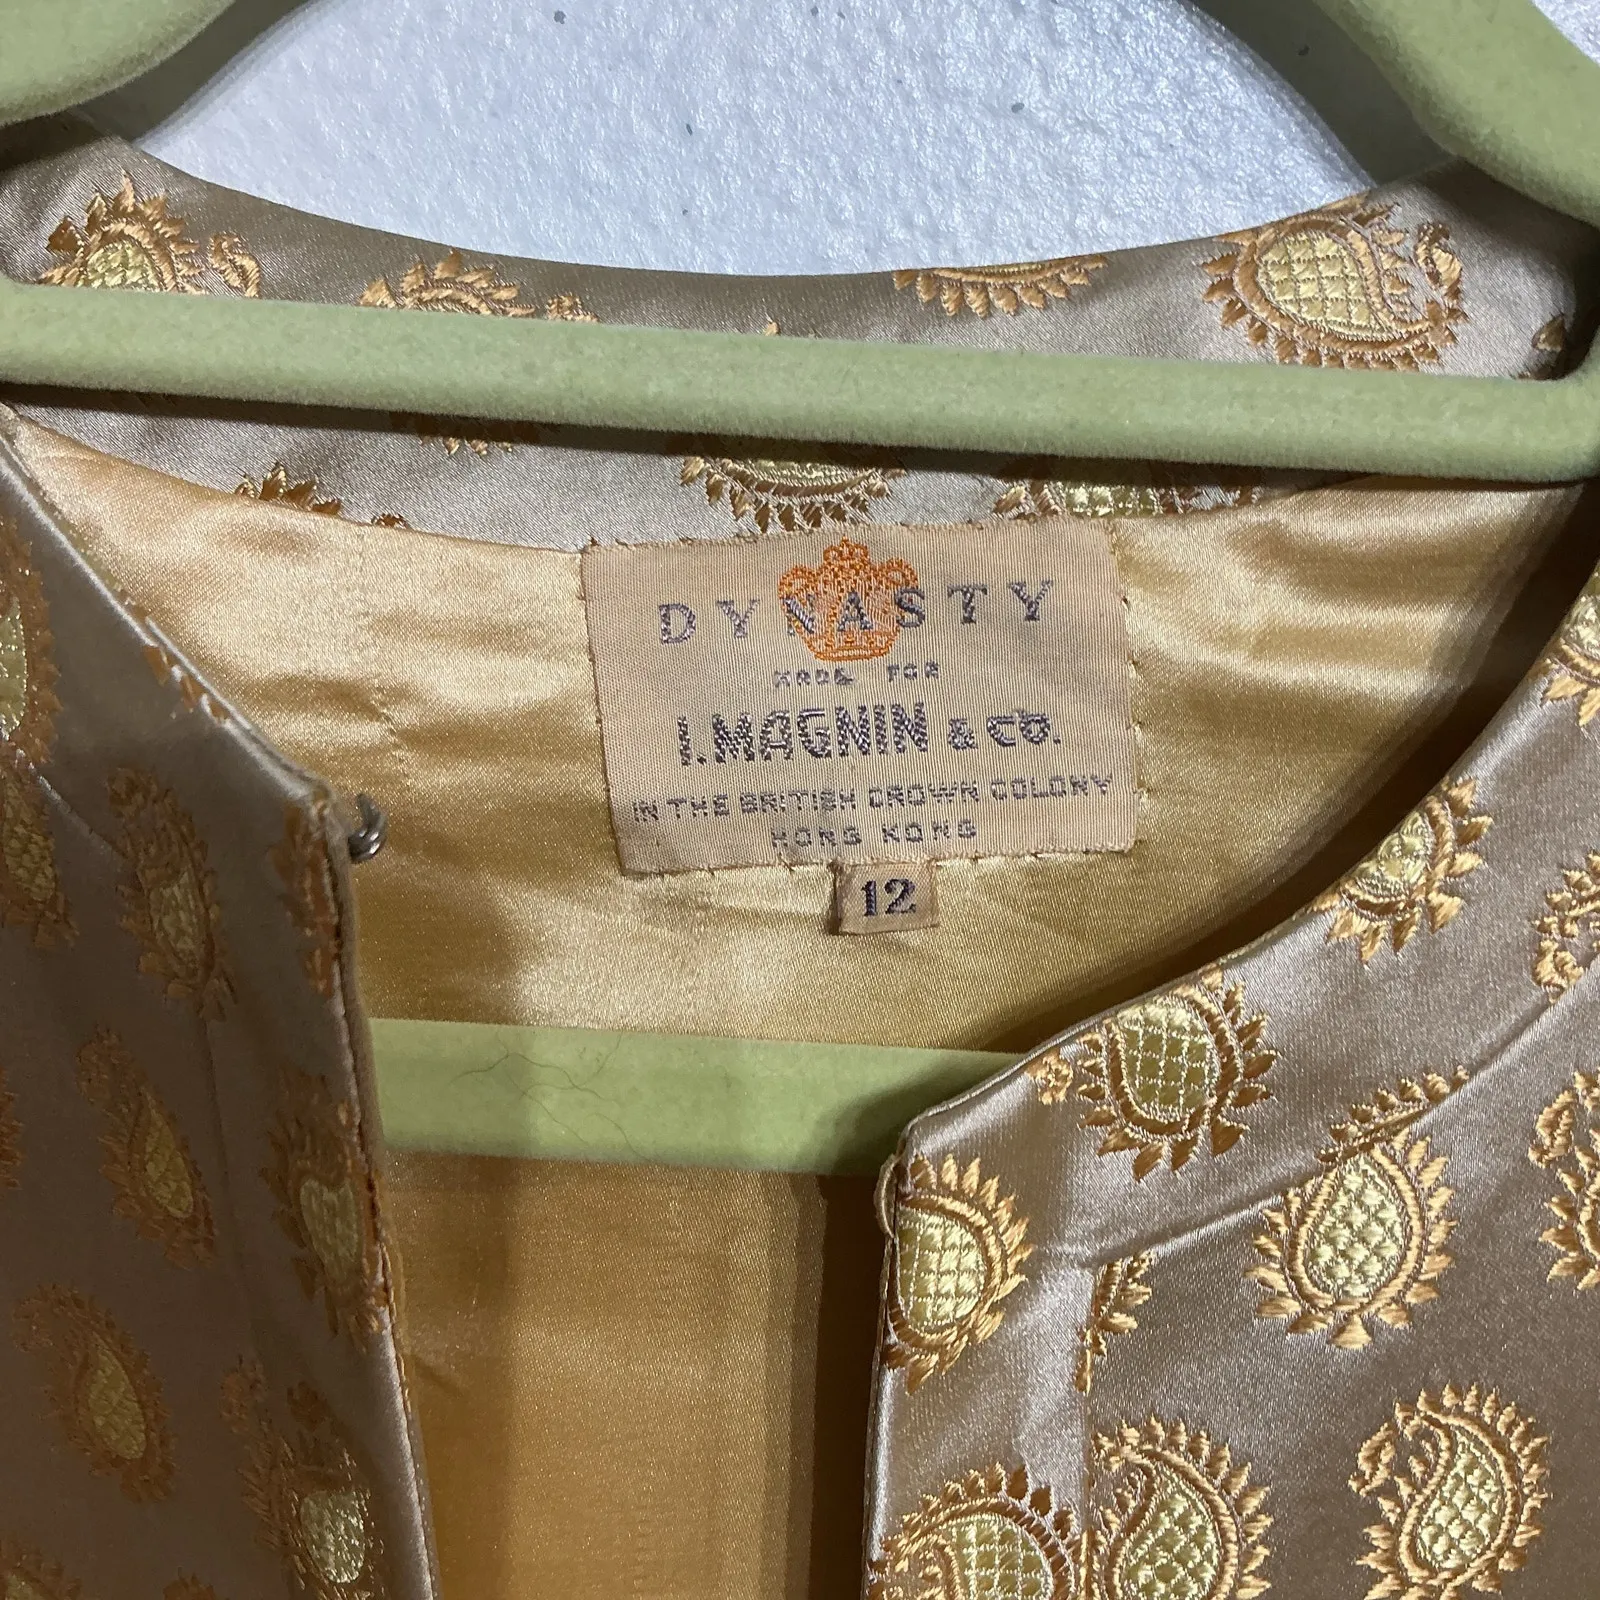 DYNASTY
MADE FOR
I. MAGNIN & Co.
IN THE BRITISH CROWN COLONY
HONG KONG
12